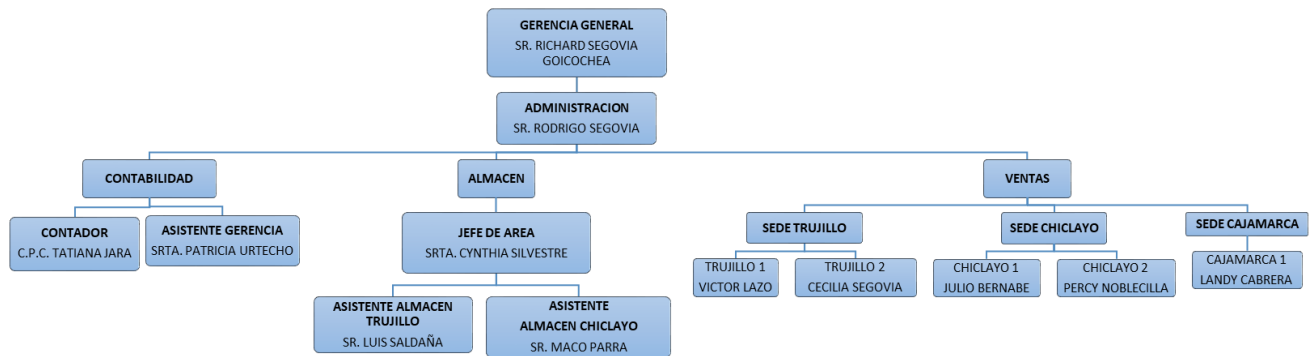 GERENCIA GENERAL
SR. RICHARD SEGOVIA
GOICOCHEA
ADMINISTRACION
SR. RODRIGO SEGOVIA
CONTABILIDAD
ALMACEN
VENTAS
CONTADOR
C.P.C. TATIANA JARA
ASISTENTE GERENCIA
SRTA. PATRICIA URTECHO
JEFE DE AREA
SRTA. CYNTHIA SILVESTRE
SEDE TRUJILLO
SEDE CHICLAYO
SEDE CAJAMARCA
TRUJILLO 1
VICTOR LAZO
TRUJILLO 2
CECILIA SEGOVIA
CHICLAYO 1
JULIO BERNABE
CHICLAYO 2
PERCY NOBLECILLA
CAJAMARCA 1
LANDY CABRERA
ASISTENTE ALMACEN
TRUJILLO
SR. LUIS SALDAÑA
ASISTENTE
ALMACEN CHICLAYO
SR. MACO PARRA